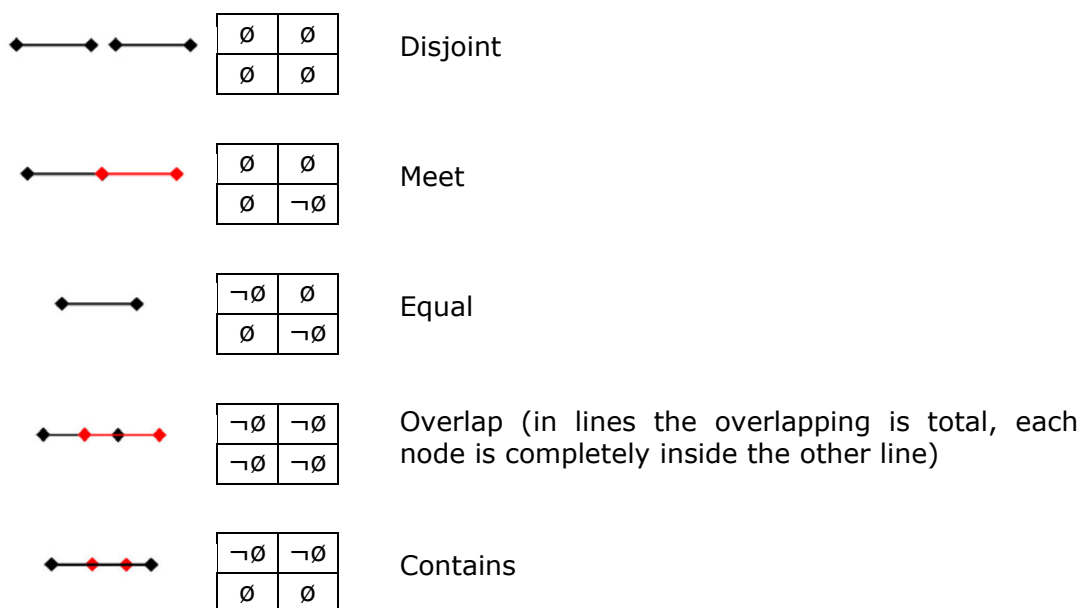 Ø Ø
Disjoint
Ø Ø
Ø Ø
Meet
Ø ¬Ø
¬Ø Ø
Equal
Ø ¬Ø
¬Ø ¬Ø
Overlap (in lines the overlapping is total, each
node is completely inside the other line)
¬Ø ¬Ø
¬Ø ¬Ø
Contains
Ø Ø